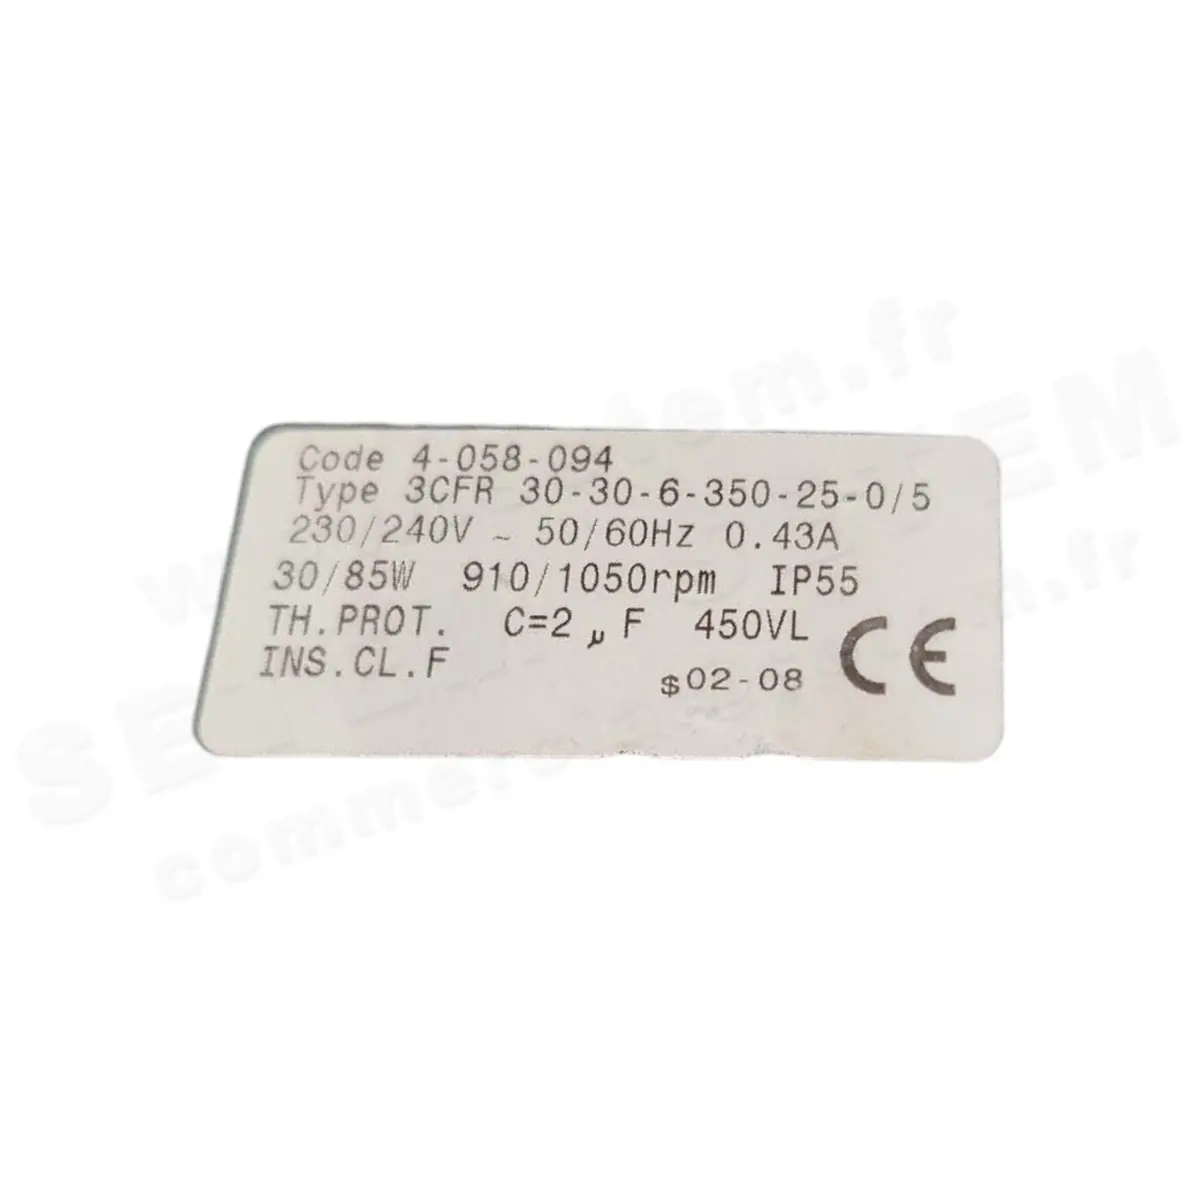 Code 4-058-094
Type 3CFR 30-30-6-350-25-0/5
230/240V ~ 50/60Hz 0.43A
30/85W 910/1050rpm IP55
TH.PROT. C=2 µF 450VL
INS.CL.F
$02-08 CE